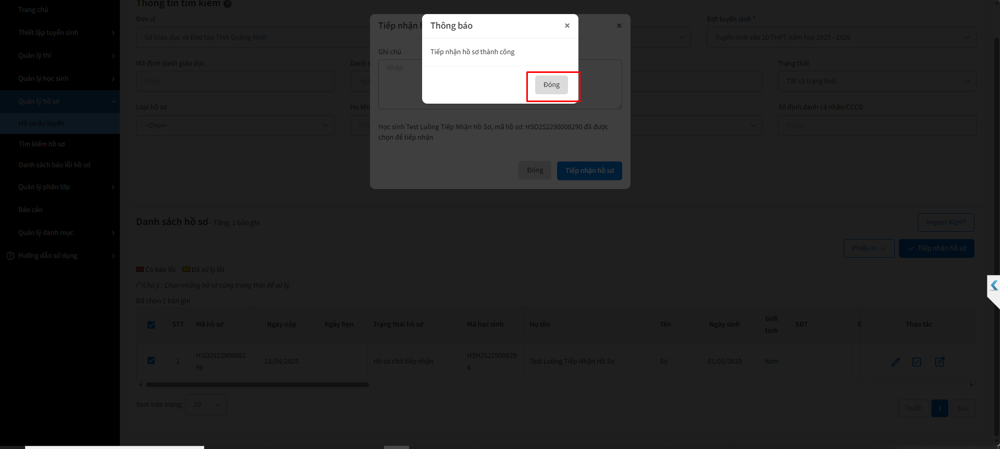 Trang chủ
Thiết lập tuyển sinh
Quản lý thi
Quản lý học sinh
Quản lý hồ sơ
Hồ sơ dự tuyển
Tìm kiếm hồ sơ
Danh sách báo lỗi hồ sơ
Quản lý phân lớp
Báo cáo
Quản lý danh mục
Hướng dẫn sử dụng
Thông tin tìm kiếm
Đơn vị
Sở Giáo dục và Đào tạo Tỉnh Quảng Ninh
Đợt tuyển sinh *
Tuyển sinh vào 10 THPT năm học 2025 - 2026
Mã định danh giáo dục
Nhập
Danh s
Trạng thái
Tất cả trạng thái
Loại hồ sơ
--Chọn--
Họ tên
Số định danh cá nhân/CCCD
Nhập
Tiếp nhận h
Ghi chú
Nhập
Học sinh Test Luồng Tiếp Nhận Hồ Sơ, mã hồ sơ: HSO252290008290 đã được
chọn để tiếp nhận
Đóng
Tiếp nhận hồ sơ
Thông báo
Tiếp nhận hồ sơ thành công
Đóng
Danh sách hồ sơ - Tổng: 1 bản ghi
Import KQHT
Phiếu in
Tiếp nhận hồ sơ
Có báo lỗi
Đã xử lý lỗi
(*)Chú ý : Chọn những hồ sơ cùng trạng thái để xử lý.
Đã chọn 1 bản ghi
STT
Mã hồ sơ
Ngày nộp
Ngày hẹn
Trạng thái hồ sơ
Mã học sinh
Họ tên
Tên
Ngày sinh
Giới
tính
SĐT
E
Thao tác
1
HSO2522900082
90
21/04/2025
Hồ sơ chờ tiếp nhận
HSH2522900829
4
Test Luồng Tiếp Nhận Hồ Sơ
Sơ
01/01/2010
Nam
Xem trên trang:
20
Trước
1
Sau